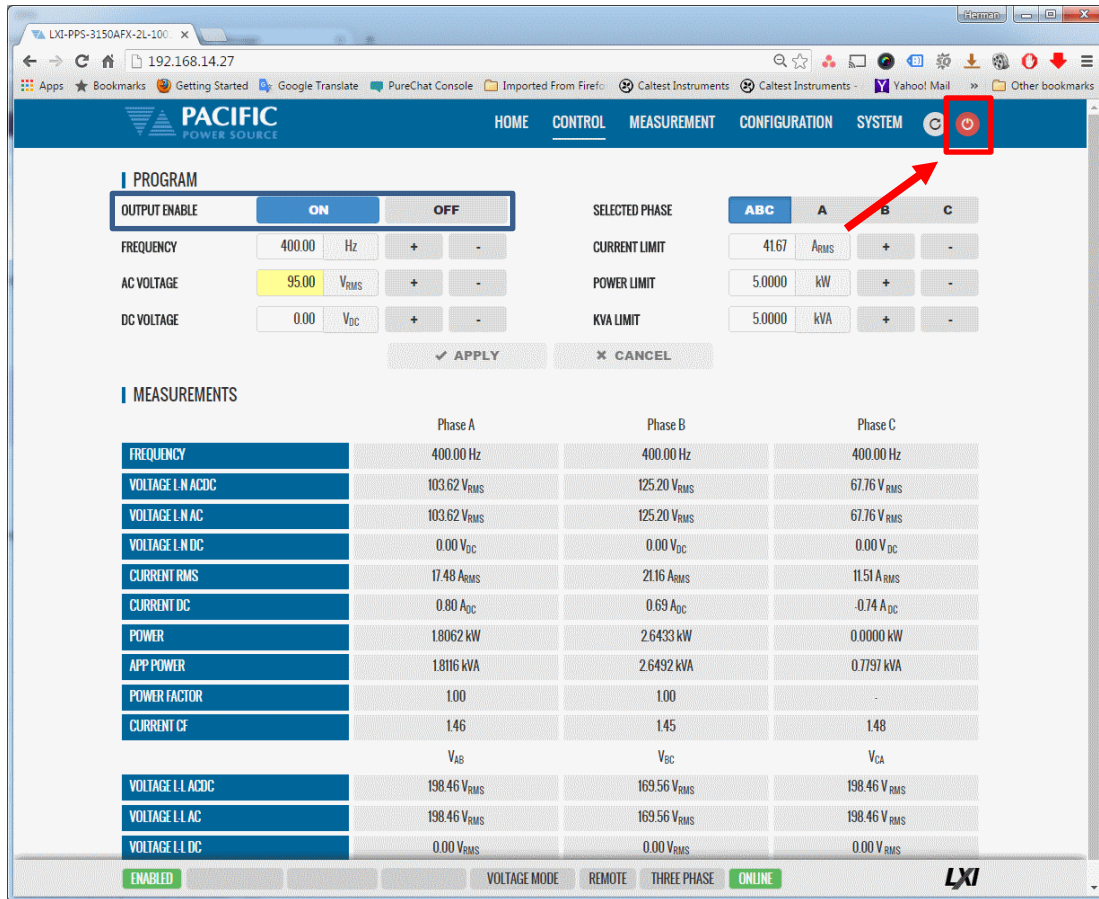 Herman
LXI-PPS-3150AFX-2L-100
192.168.14.27
Apps Bookmarks Getting Started Google Translate PureChat Console Imported From Firefo Caltest Instruments Caltest Instruments - Yahoo! Mail » Other bookmarks
PACIFIC
POWER SOURCE
HOME CONTROL MEASUREMENT CONFIGURATION SYSTEM
PROGRAM
OUTPUT ENABLE ON OFF SELECTED PHASE ABC A B C
FREQUENCY 400.00 Hz + - CURRENT LIMIT 41.67 ARMS + -
AC VOLTAGE 95.00 VRMS + - POWER LIMIT 5.0000 kW + -
DC VOLTAGE 0.00 VDC + - KVA LIMIT 5.0000 kVA + -
✔ APPLY ✖ CANCEL
MEASUREMENTS
Phase A Phase B Phase C
FREQUENCY 400.00 Hz 400.00 Hz 400.00 Hz
VOLTAGE L-N ACDC 103.62 VRMS 125.20 VRMS 67.76 VRMS
VOLTAGE L-N AC 103.62 VRMS 125.20 VRMS 67.76 VRMS
VOLTAGE L-N DC 0.00 VDC 0.00 VDC 0.00 VDC
CURRENT RMS 17.48 ARMS 21.16 ARMS 11.51 ARMS
CURRENT DC 0.80 ADC 0.69 ADC -0.74 ADC
POWER 1.8062 kW 2.6433 kW 0.0000 kW
APP POWER 1.8116 kVA 2.6492 kVA 0.7797 kVA
POWER FACTOR 1.00 1.00 -
CURRENT CF 1.46 1.45 1.48
VAB VBC VCA
VOLTAGE L-L ACDC 198.46 VRMS 169.56 VRMS 198.46 VRMS
VOLTAGE L-L AC 198.46 VRMS 169.56 VRMS 198.46 VRMS
VOLTAGE L-L DC 0.00 VRMS 0.00 VRMS 0.00 VRMS
ENABLED VOLTAGE MODE REMOTE THREE PHASE ONLINE LXI